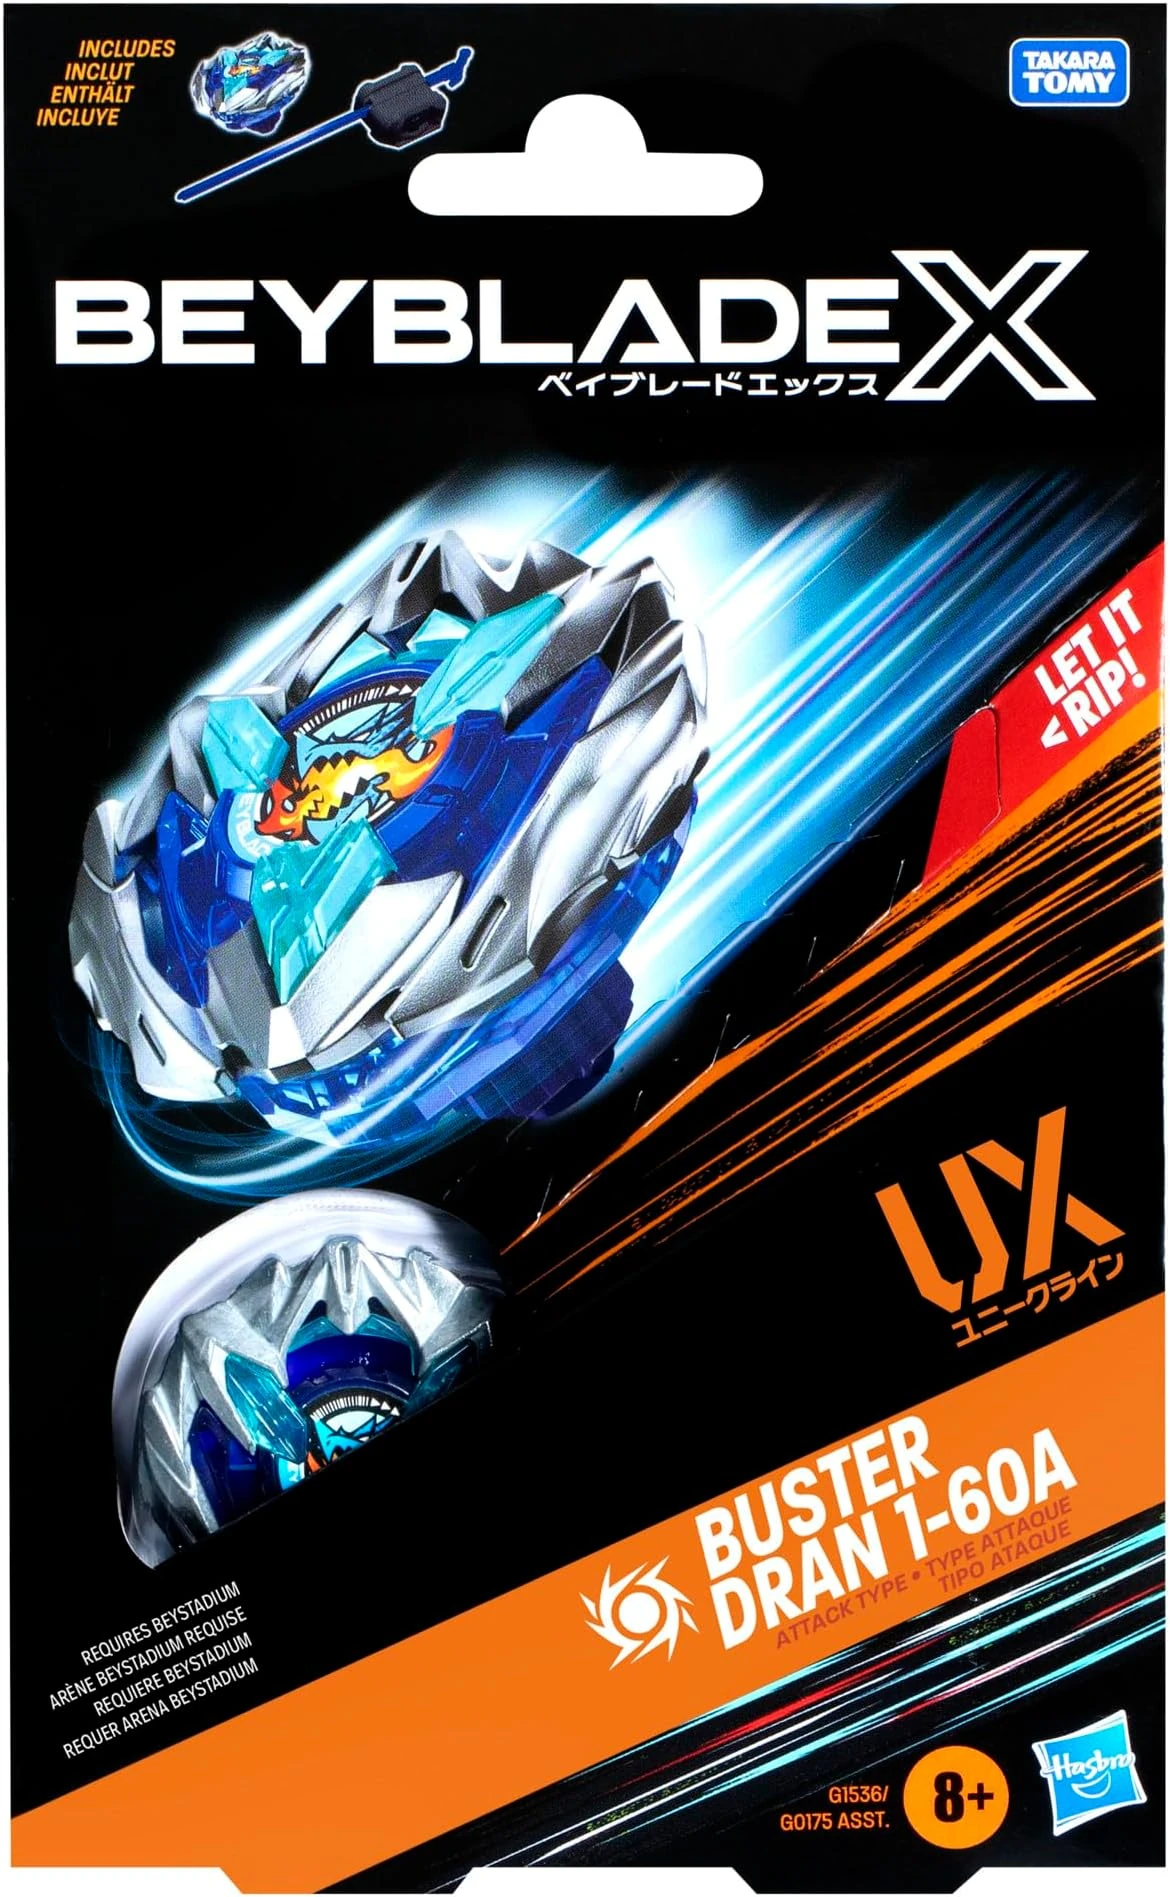 INCLUDES
INCLUT
ENTHÄLT
INCLUYE
TAKARA
TOMY
BEYBLADE X
ベイブレードエックス
LET IT
< RIP!
BEYBLADE
UX
ユニークライン
BUSTER
DRAN 1-60A
ATTACK TYPE • TYPE ATTAQUE
TIPO ATAQUE
REQUIRES BEYSTADIUM
ARÈNE BEYSTADIUM REQUISE
REQUIERE BEYSTADIUM
REQUER ARENA BEYSTADIUM
G1536/
G0175 ASST.
8+
Hasbro